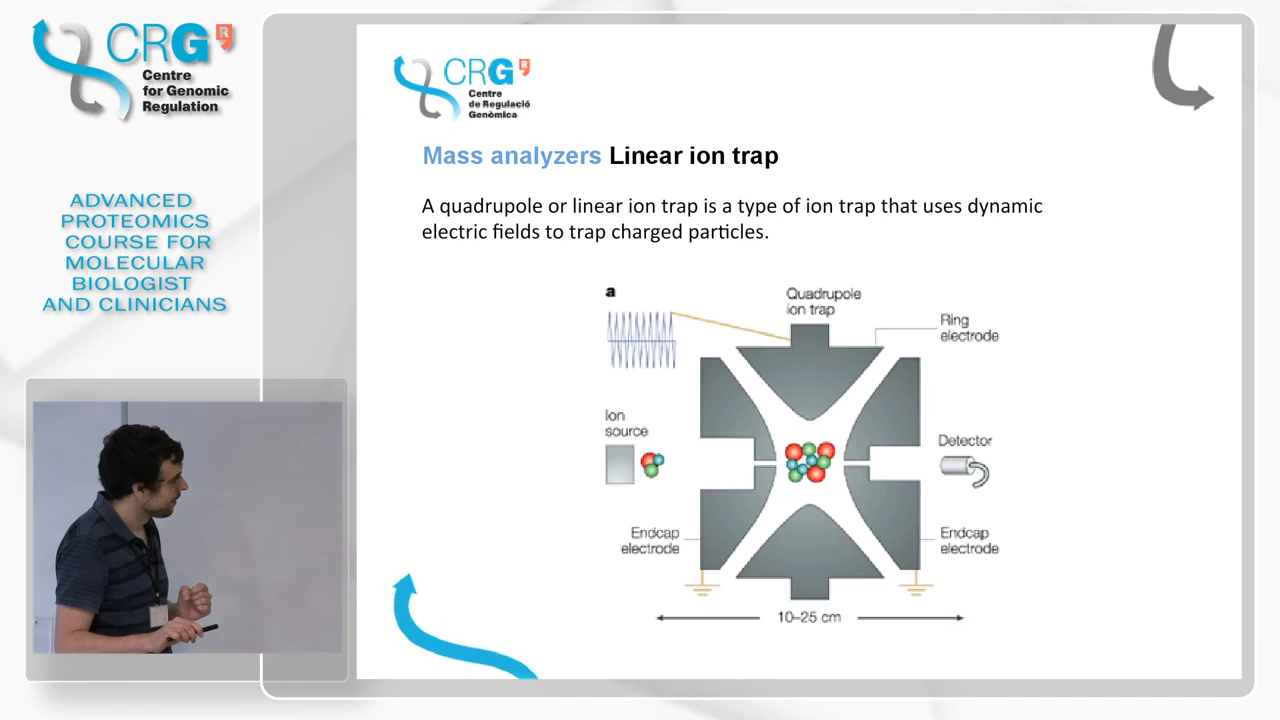 CRG
R
Centre
for Genomic
Regulation
ADVANCED
PROTEOMICS
COURSE FOR
MOLECULAR
BIOLOGIST
AND CLINICIANS
CRG
R
Centre
de Regulació
Genòmica
Mass analyzers Linear ion trap
A quadrupole or linear ion trap is a type of ion trap that uses dynamic
electric fields to trap charged particles.
a
Quadrupole
ion trap
Ring
electrode
Ion
source
Detector
Endcap
electrode
Endcap
electrode
10–25 cm